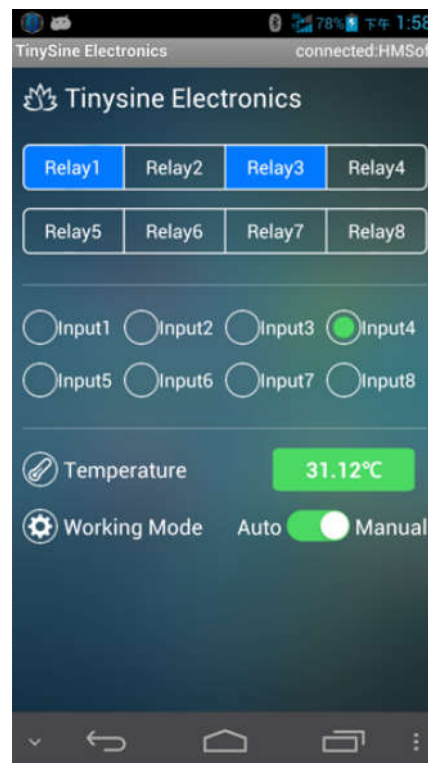 78% 下午 1:58
TinySine Electronics connected:HMSof
Tinysine Electronics
Relay1 Relay2 Relay3 Relay4
Relay5 Relay6 Relay7 Relay8
Input1 Input2 Input3 Input4
Input5 Input6 Input7 Input8
Temperature 31.12℃
Working Mode Auto Manual